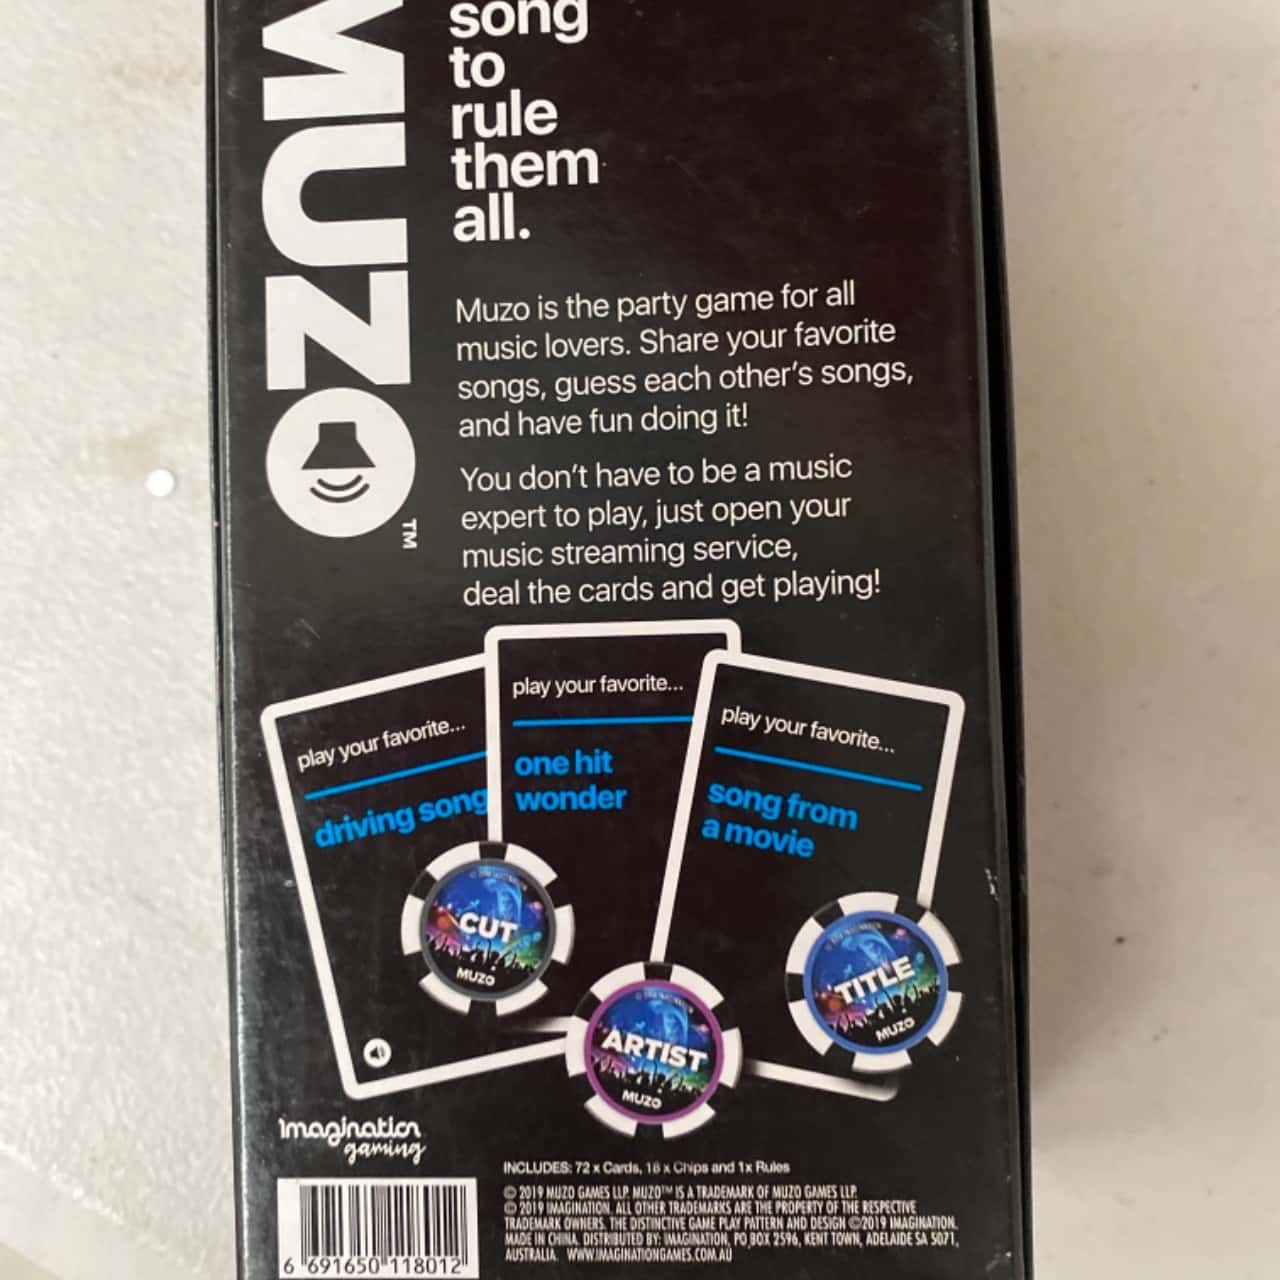 MUZO
TM
song
to
rule
them
all.
Muzo is the party game for all
music lovers. Share your favorite
songs, guess each other's songs,
and have fun doing it!
You don't have to be a music
expert to play, just open your
music streaming service,
deal the cards and get playing!
play your favorite...
driving song
play your favorite...
one hit
wonder
play your favorite...
song from
a movie
CUT
MUZO
ARTIST
MUZO
TITLE
MUZO
imagination
gaming
INCLUDES: 72 x Cards, 18 x Chips and 1x Rules
© 2019 MUZO GAMES LLP. MUZO™ IS A TRADEMARK OF MUZO GAMES LLP.
© 2019 IMAGINATION. ALL OTHER TRADEMARKS ARE THE PROPERTY OF THE RESPECTIVE
TRADEMARK OWNERS. THE DISTINCTIVE GAME PLAY PATTERN AND DESIGN ©2019 IMAGINATION.
MADE IN CHINA. DISTRIBUTED BY: IMAGINATION, PO BOX 2596, KENT TOWN, ADELAIDE SA 5071,
AUSTRALIA. WWW.IMAGINATIONGAMES.COM.AU
6 691650 118012